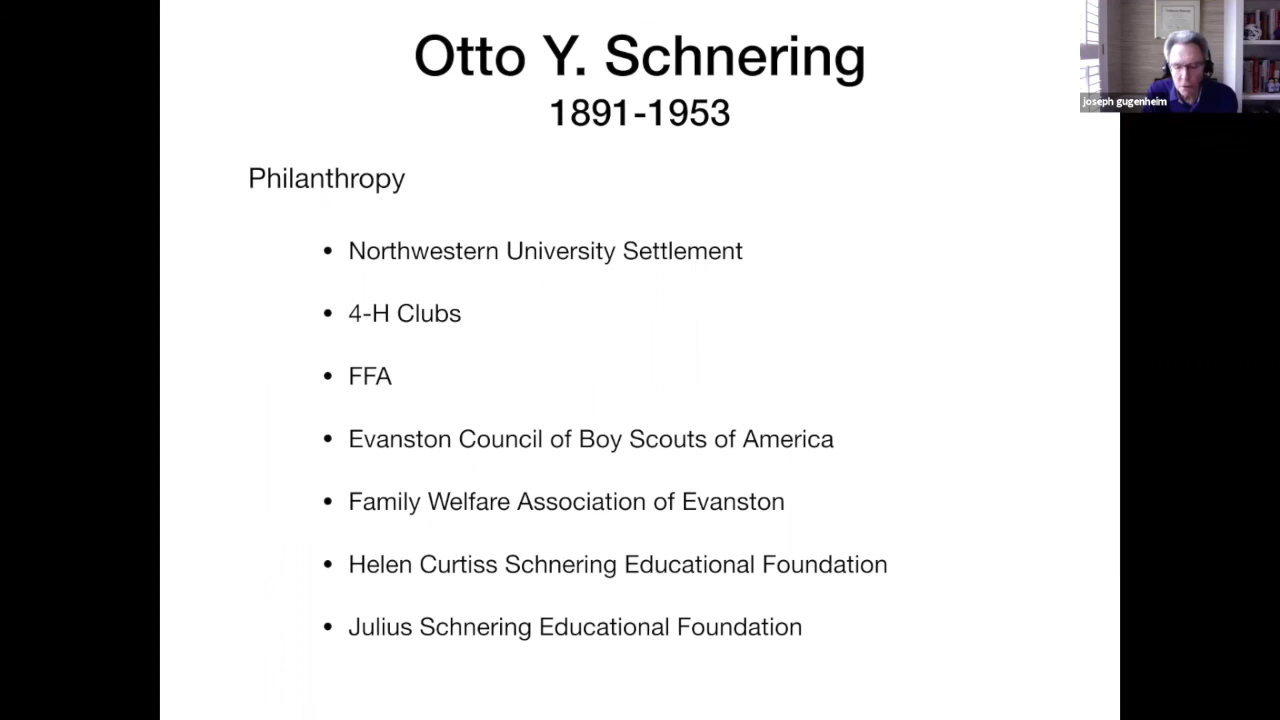 Otto Y. Schnering
1891-1953
joseph gugenheim
Philanthropy
• Northwestern University Settlement
• 4-H Clubs
• FFA
• Evanston Council of Boy Scouts of America
• Family Welfare Association of Evanston
• Helen Curtiss Schnering Educational Foundation
• Julius Schnering Educational Foundation